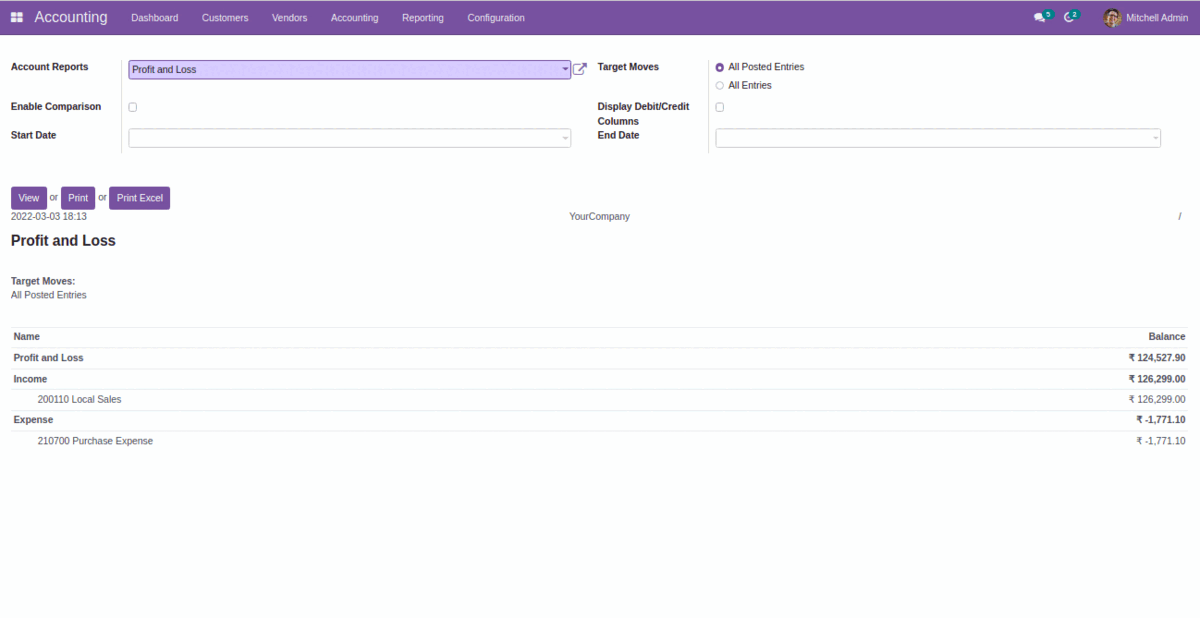 Accounting Dashboard Customers Vendors Accounting Reporting Configuration 5 2 Mitchell Admin
Account Reports Profit and Loss Target Moves All Posted Entries
All Entries
Enable Comparison Display Debit/Credit Columns
Start Date End Date
View or Print or Print Excel
2022-03-03 18:13 YourCompany /
Profit and Loss
Target Moves:
All Posted Entries
Name Balance
Profit and Loss ₹ 124,527.90
Income ₹ 126,299.00
200110 Local Sales ₹ 126,299.00
Expense ₹ -1,771.10
210700 Purchase Expense ₹ -1,771.10